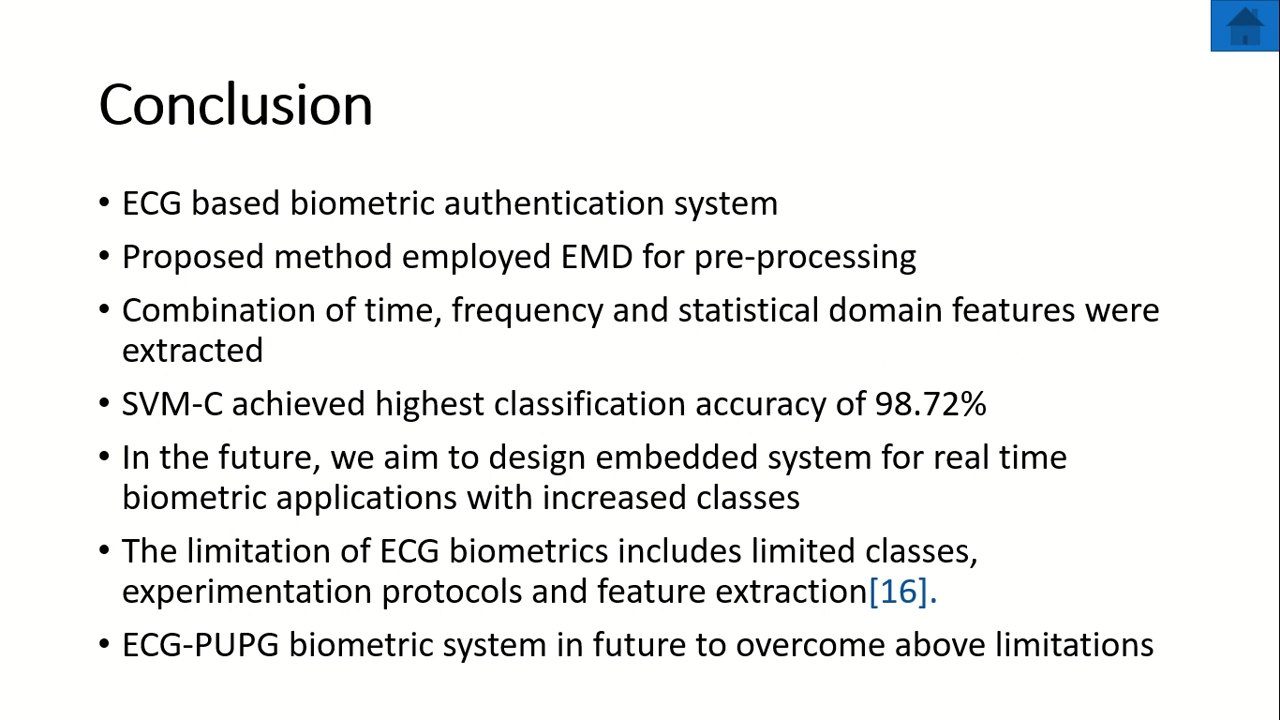 Conclusion
• ECG based biometric authentication system
• Proposed method employed EMD for pre-processing
• Combination of time, frequency and statistical domain features were
extracted
• SVM-C achieved highest classification accuracy of 98.72%
• In the future, we aim to design embedded system for real time
biometric applications with increased classes
• The limitation of ECG biometrics includes limited classes,
experimentation protocols and feature extraction[16].
• ECG-PUPG biometric system in future to overcome above limitations